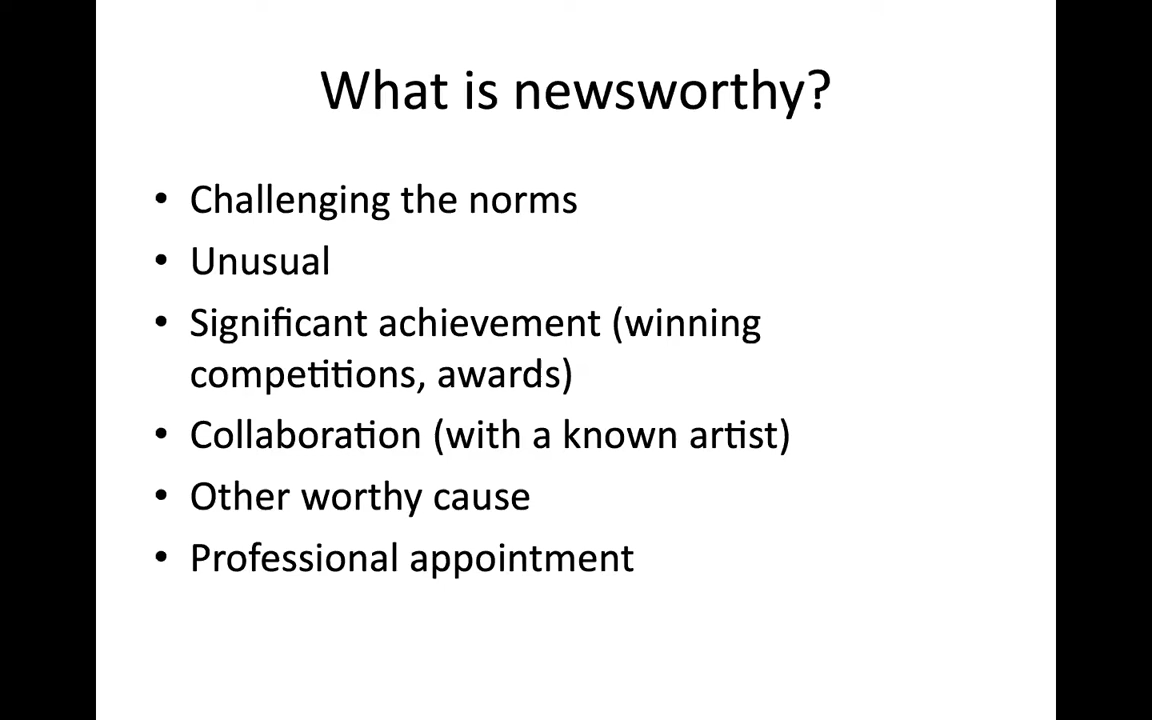 What is newsworthy?
• Challenging the norms
• Unusual
• Significant achievement (winning
competitions, awards)
• Collaboration (with a known artist)
• Other worthy cause
• Professional appointment